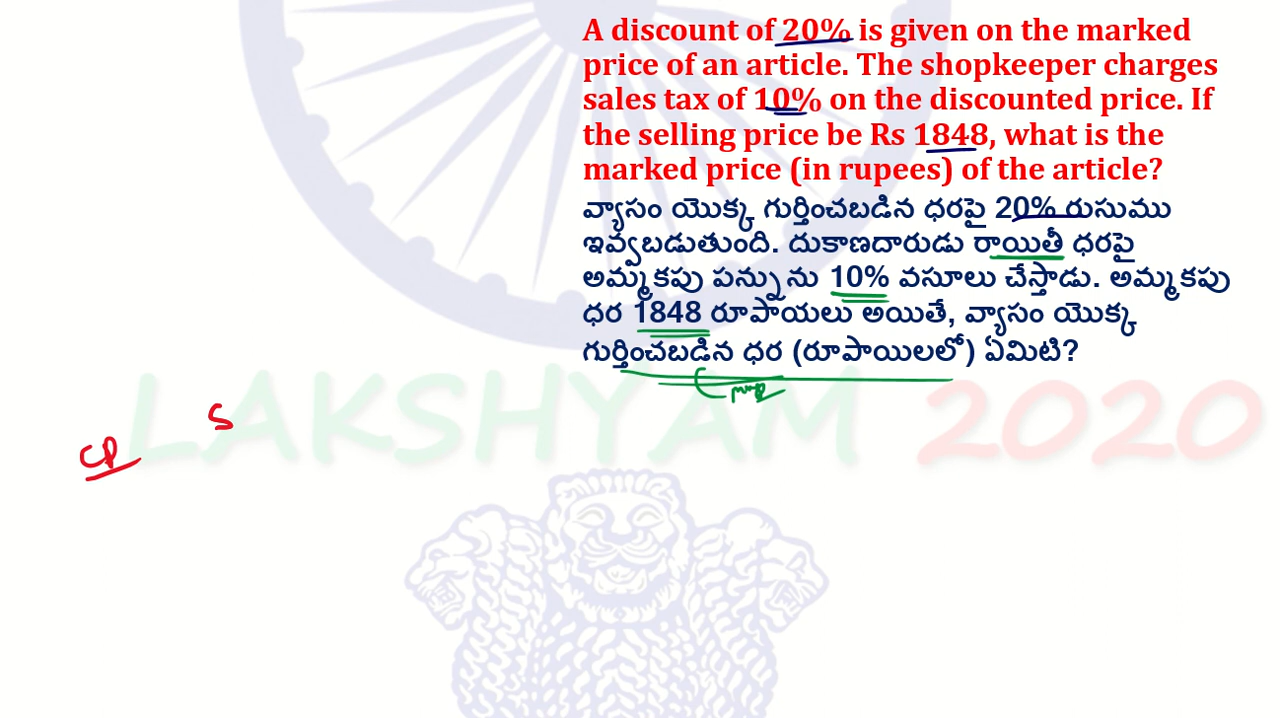 A discount of 20% is given on the marked
price of an article. The shopkeeper charges
sales tax of 10% on the discounted price. If
the selling price be Rs 1848, what is the
marked price (in rupees) of the article?
వ్యాసం యొక్క గుర్తించబడిన ధరపై 20% రుసుము
ఇవ్వబడుతుంది. దుకాణదారుడు రాయితీ ధరపై
అమ్మకపు పన్నును 10% వసూలు చేస్తాడు. అమ్మకపు
ధర 1848 రూపాయలు అయితే, వ్యాసం యొక్క
గుర్తించబడిన ధర (రూపాయిలలో) ఏమిటి?
LAKSHYAM 2020
S
CP